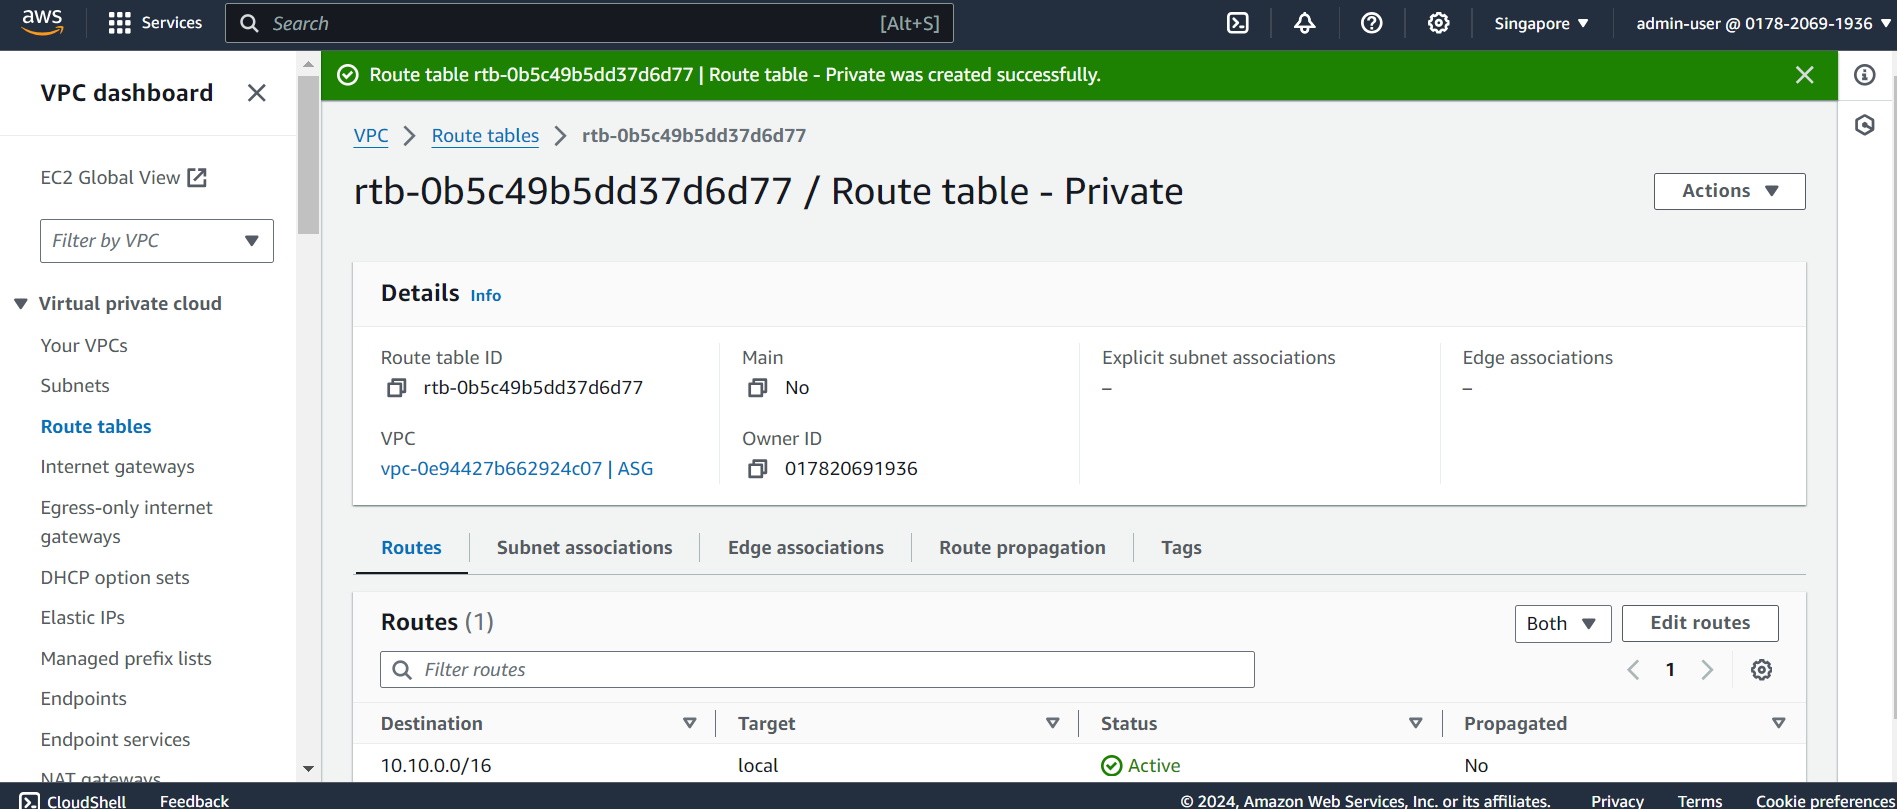 aws
Services
Search
[Alt+S]
Singapore
admin-user @ 0178-2069-1936
VPC dashboard
EC2 Global View
Filter by VPC
Virtual private cloud
Your VPCs
Subnets
Route tables
Internet gateways
Egress-only internet
gateways
DHCP option sets
Elastic IPs
Managed prefix lists
Endpoints
Endpoint services
NAT gateways
Route table rtb-0b5c49b5dd37d6d77 | Route table - Private was created successfully.
VPC > Route tables > rtb-0b5c49b5dd37d6d77
rtb-0b5c49b5dd37d6d77 / Route table - Private
Actions
Details Info
Route table ID
rtb-0b5c49b5dd37d6d77
Main
No
Explicit subnet associations
–
Edge associations
–
VPC
vpc-0e94427b662924c07 | ASG
Owner ID
017820691936
Routes
Subnet associations
Edge associations
Route propagation
Tags
Routes (1)
Both
Edit routes
Filter routes
1
Destination
Target
Status
Propagated
10.10.0.0/16
local
Active
No
CloudShell
Feedback
© 2024, Amazon Web Services, Inc. or its affiliates.
Privacy
Terms
Cookie preferences